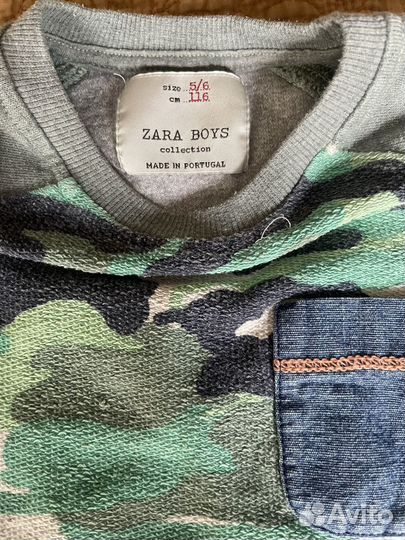 SIZE 5/6
CM 116
ZARA BOYS
collection
MADE IN PORTUGAL
Avito